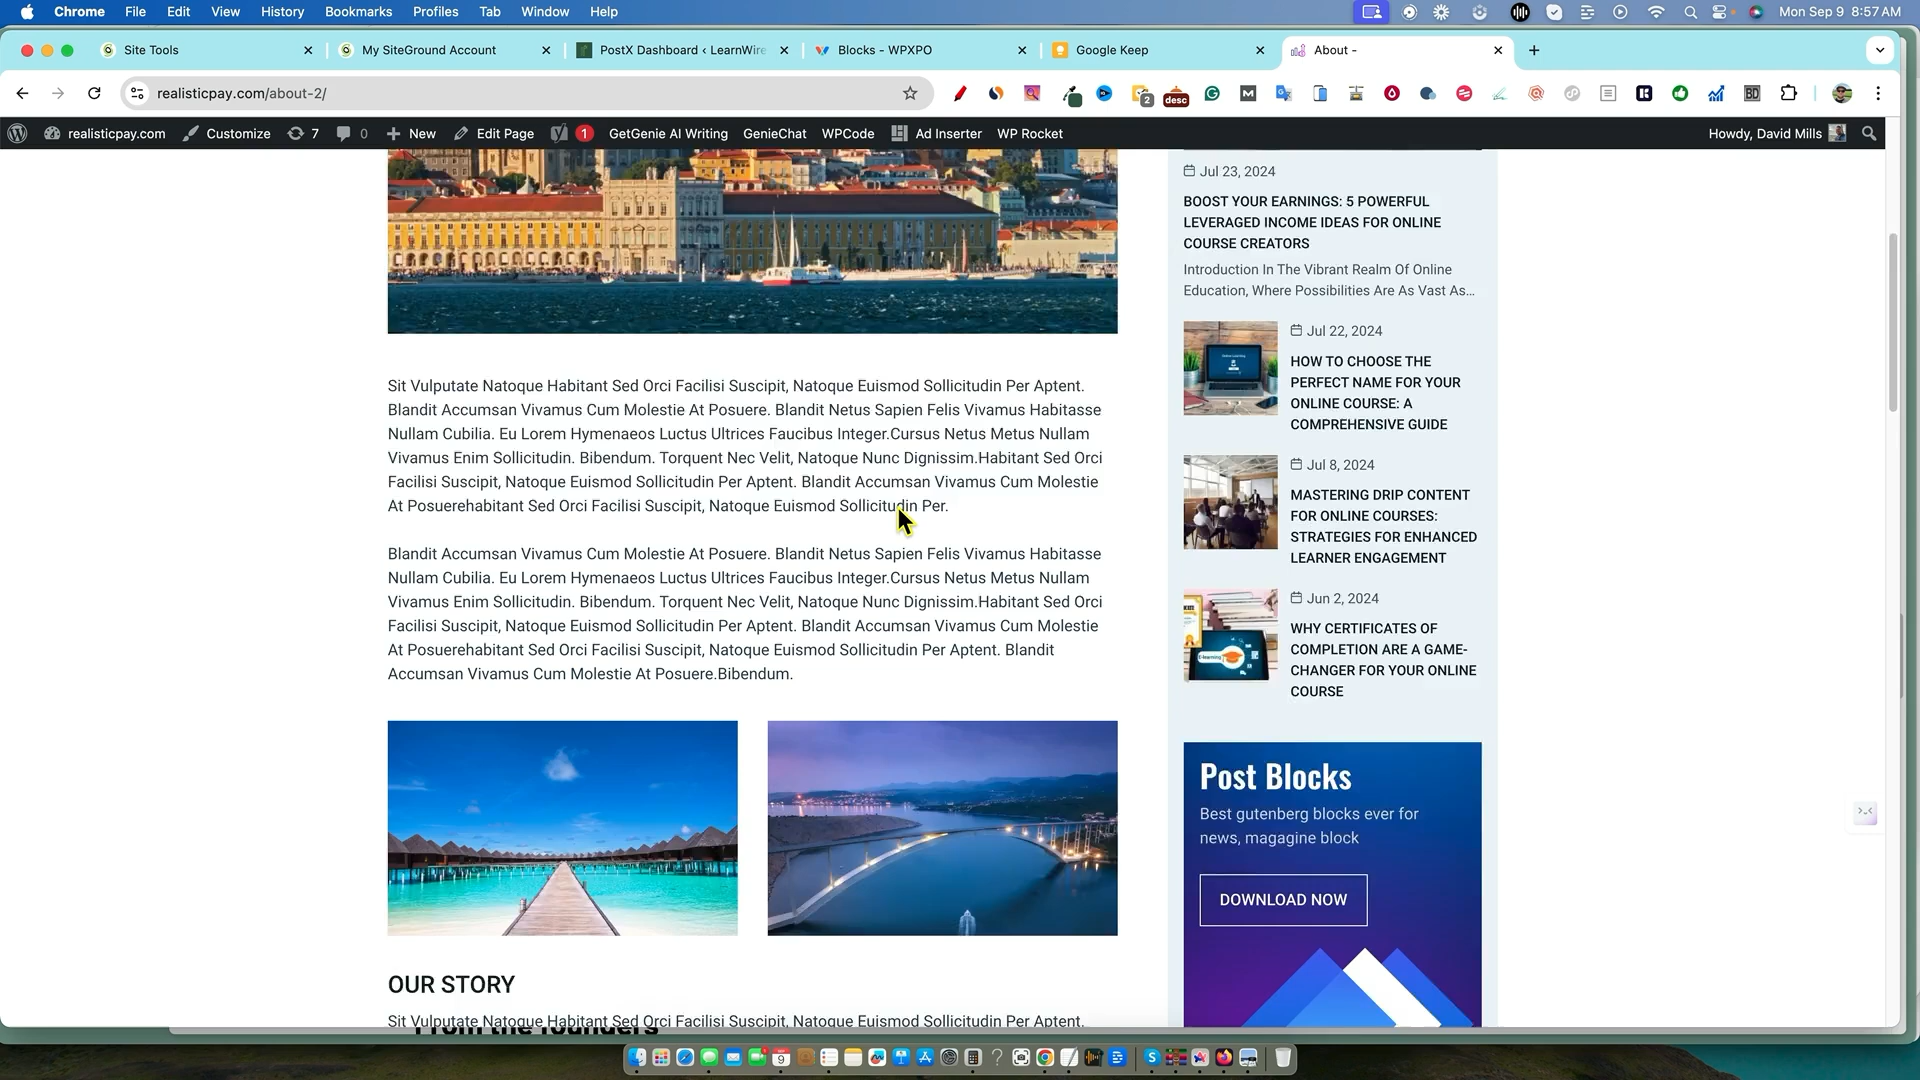 Chrome File Edit View History Bookmarks Profiles Tab Window Help Mon Sep 9 8:57 AM
Site Tools My SiteGround Account PostX Dashboard ‹ LearnWire Blocks - WPXPO Google Keep About -
realisticpay.com/about-2/
2 desc M BD
realisticpay.com Customize 7 0 New Edit Page 1 GetGenie AI Writing GenieChat WPCode Ad Inserter WP Rocket Howdy, David Mills
Sit Vulputate Natoque Habitant Sed Orci Facilisi Suscipit, Natoque Euismod Sollicitudin Per Aptent.
Blandit Accumsan Vivamus Cum Molestie At Posuere. Blandit Netus Sapien Felis Vivamus Habitasse
Nullam Cubilia. Eu Lorem Hymenaeos Luctus Ultrices Faucibus Integer.Cursus Netus Metus Nullam
Vivamus Enim Sollicitudin. Bibendum. Torquent Nec Velit, Natoque Nunc Dignissim.Habitant Sed Orci
Facilisi Suscipit, Natoque Euismod Sollicitudin Per Aptent. Blandit Accumsan Vivamus Cum Molestie
At Posuerehabitant Sed Orci Facilisi Suscipit, Natoque Euismod Sollicitudin Per.
Blandit Accumsan Vivamus Cum Molestie At Posuere. Blandit Netus Sapien Felis Vivamus Habitasse
Nullam Cubilia. Eu Lorem Hymenaeos Luctus Ultrices Faucibus Integer.Cursus Netus Metus Nullam
Vivamus Enim Sollicitudin. Bibendum. Torquent Nec Velit, Natoque Nunc Dignissim.Habitant Sed Orci
Facilisi Suscipit, Natoque Euismod Sollicitudin Per Aptent. Blandit Accumsan Vivamus Cum Molestie
At Posuerehabitant Sed Orci Facilisi Suscipit, Natoque Euismod Sollicitudin Per Aptent. Blandit
Accumsan Vivamus Cum Molestie At Posuere.Bibendum.
OUR STORY
Sit Vulputate Natoque Habitant Sed Orci Facilisi Suscipit, Natoque Euismod Sollicitudin Per Aptent.
From the founders
Jul 23, 2024
BOOST YOUR EARNINGS: 5 POWERFUL
LEVERAGED INCOME IDEAS FOR ONLINE
COURSE CREATORS
Introduction In The Vibrant Realm Of Online
Education, Where Possibilities Are As Vast As...
Jul 22, 2024
HOW TO CHOOSE THE
PERFECT NAME FOR YOUR
ONLINE COURSE: A
COMPREHENSIVE GUIDE
Jul 8, 2024
MASTERING DRIP CONTENT
FOR ONLINE COURSES:
STRATEGIES FOR ENHANCED
LEARNER ENGAGEMENT
Jun 2, 2024
WHY CERTIFICATES OF
COMPLETION ARE A GAME-
CHANGER FOR YOUR ONLINE
COURSE
Post Blocks
Best gutenberg blocks ever for
news, magagine block
DOWNLOAD NOW